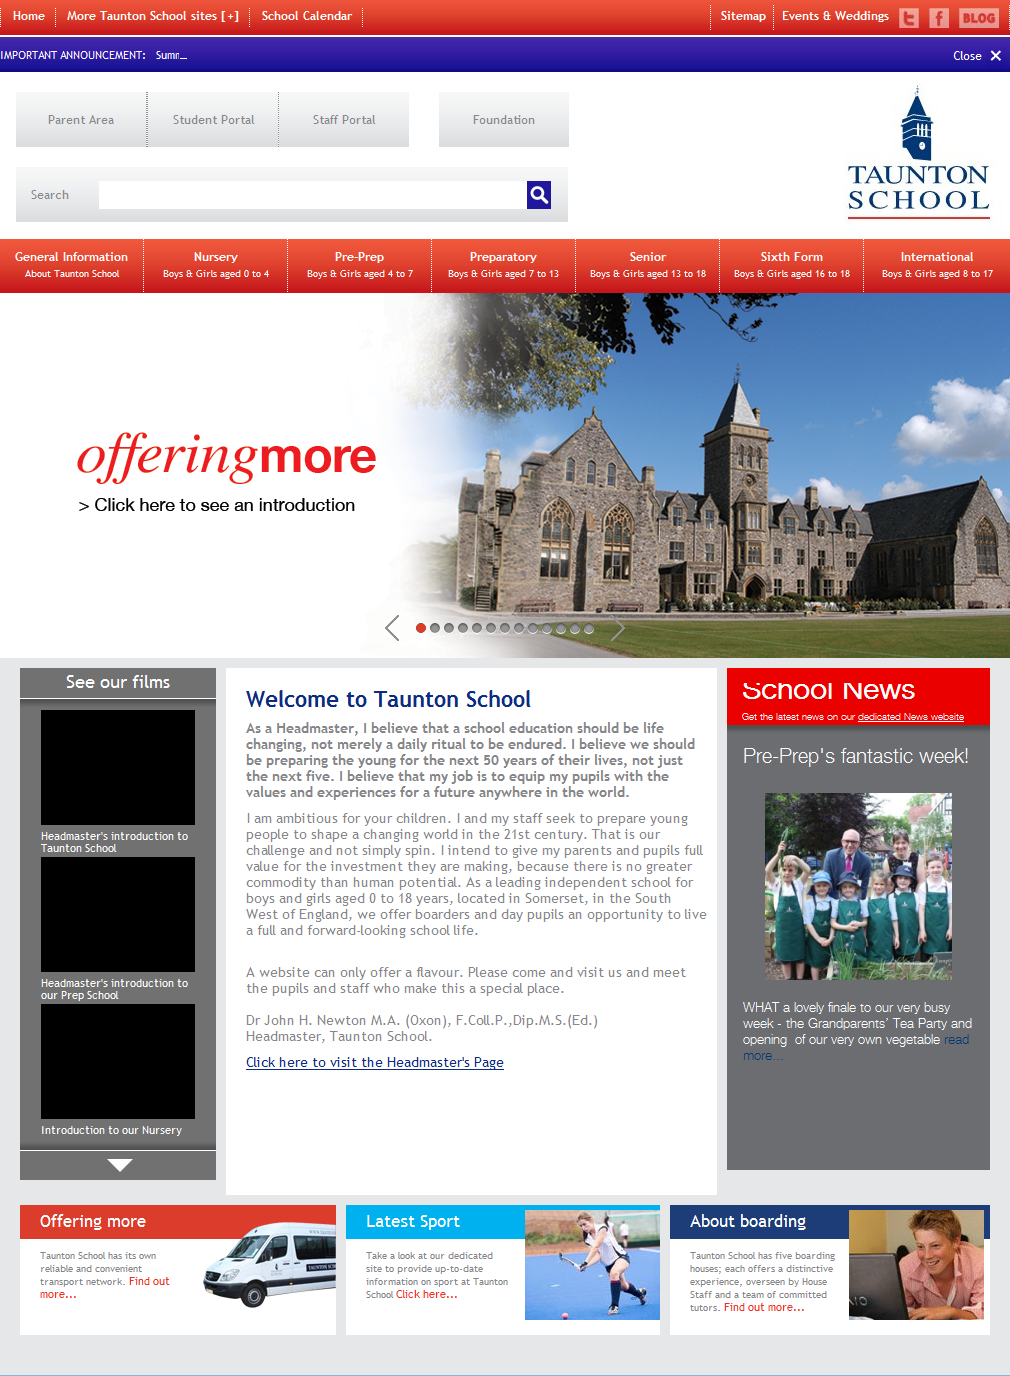 Home More Taunton School sites [+] School Calendar Sitemap Events & Weddings BLOG
IMPORTANT ANNOUNCEMENT: Close
Parent Area Student Portal Staff Portal Foundation
Search
TAUNTON
SCHOOL
General Information
About Taunton School
Nursery
Boys & Girls aged 0 to 4
Pre-Prep
Boys & Girls aged 4 to 7
Preparatory
Boys & Girls aged 7 to 13
Senior
Boys & Girls aged 13 to 18
Sixth Form
Boys & Girls aged 16 to 18
International
Boys & Girls aged 8 to 17
offeringmore
> Click here to see an introduction
See our films
Headmaster's introduction to
Taunton School
Headmaster's introduction to
our Prep School
Introduction to our Nursery
Welcome to Taunton School
As a Headmaster, I believe that a school education should be life
changing, not merely a daily ritual to be endured. I believe we should
be preparing the young for the next 50 years of their lives, not just
the next five. I believe that my job is to equip my pupils with the
values and experiences for a future anywhere in the world.
I am ambitious for your children. I and my staff seek to prepare young
people to shape a changing world in the 21st century. That is our
challenge and not simply spin. I intend to give my parents and pupils full
value for the investment they are making, because there is no greater
commodity than human potential. As a leading independent school for
boys and girls aged 0 to 18 years, located in Somerset, in the South
West of England, we offer boarders and day pupils an opportunity to live
a full and forward-looking school life.
A website can only offer a flavour. Please come and visit us and meet
the pupils and staff who make this a special place.
Dr John H. Newton M.A. (Oxon), F.Coll.P.,Dip.M.S.(Ed.)
Headmaster, Taunton School.
Click here to visit the Headmaster's Page
School News
Get the latest news on our dedicated News website
Pre-Prep's fantastic week!
WHAT a lovely finale to our very busy
week - the Grandparents’ Tea Party and
opening of our very own vegetable read
more...
Offering more
Taunton School has its own
reliable and convenient
transport network. Find out
more...
Latest Sport
Take a look at our dedicated
site to provide up-to-date
information on sport at Taunton
School Click here...
About boarding
Taunton School has five boarding
houses; each offers a distinctive
experience, overseen by House
Staff and a team of committed
tutors. Find out more...